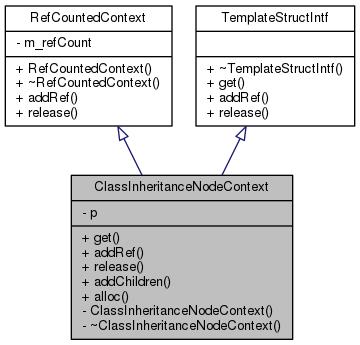 RefCountedContext
- m_refCount
+ RefCountedContext()
+ ~RefCountedContext()
+ addRef()
+ release()
TemplateStructIntf
+ ~TemplateStructIntf()
+ get()
+ addRef()
+ release()
ClassInheritanceNodeContext
- p
+ get()
+ addRef()
+ release()
+ addChildren()
+ alloc()
- ClassInheritanceNodeContext()
- ~ClassInheritanceNodeContext()